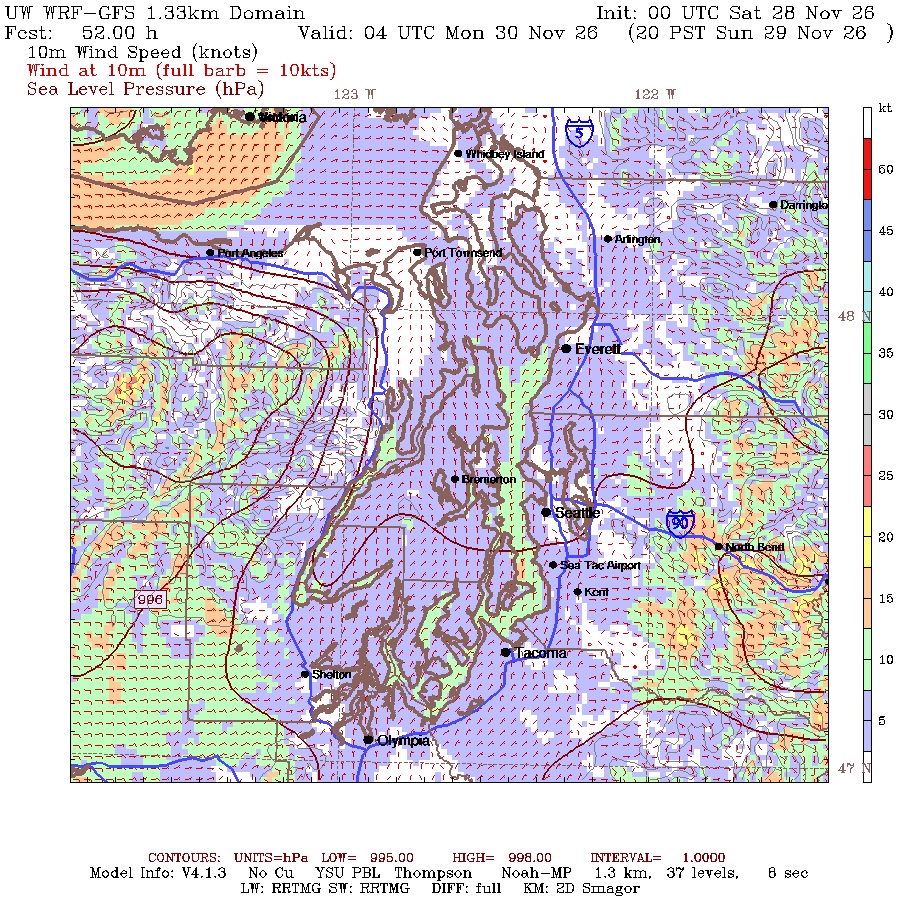 UW WRF-GFS 1.33km Domain Init: 00 UTC Sat 28 Nov 26
Fcst: 52.00 h Valid: 04 UTC Mon 30 Nov 26 (20 PST Sun 29 Nov 26 )
10m Wind Speed (knots)
Wind at 10m (full barb = 10kts)
Sea Level Pressure (hPa)
123 W 122 W
kt
Victoria
5
Whidbey Island
60
Darringto
45
Arlington
Port Angeles
Port Townsend
40
48 N
Everett
35
30
25
Bremerton
Seattle
90
20
North Bend
Sea Tac Airport
Kent
996
15
Tacoma
10
Shelton
5
Olympia
47 N
CONTOURS: UNITS=hPa LOW= 995.00 HIGH= 998.00 INTERVAL= 1.0000
Model Info: V4.1.3 No Cu YSU PBL Thompson Noah-MP 1.3 km, 37 levels, 8 sec
LW: RRTMG SW: RRTMG DIFF: full KM: 2D Smagor